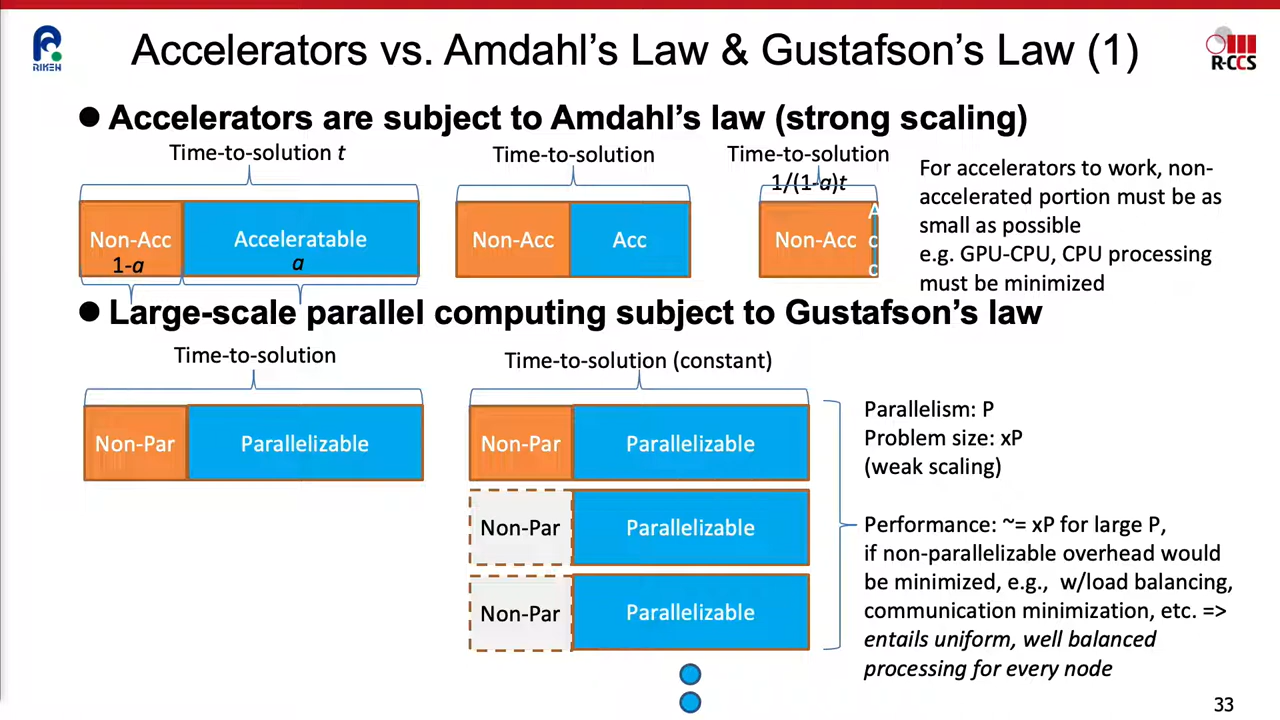 RIKEN
Accelerators vs. Amdahl's Law & Gustafson's Law (1)
R-CCS
● Accelerators are subject to Amdahl's law (strong scaling)
Time-to-solution t
Non-Acc
1-a
Acceleratable
a
Time-to-solution
Non-Acc
Acc
Time-to-solution
1/(1-a)t
Non-Acc
A
c
c
For accelerators to work, non-
accelerated portion must be as
small as possible
e.g. GPU-CPU, CPU processing
must be minimized
● Large-scale parallel computing subject to Gustafson's law
Time-to-solution
Non-Par
Parallelizable
Time-to-solution (constant)
Non-Par
Parallelizable
Non-Par
Parallelizable
Non-Par
Parallelizable
Parallelism: P
Problem size: xP
(weak scaling)
Performance: ~= xP for large P,
if non-parallelizable overhead would
be minimized, e.g., w/load balancing,
communication minimization, etc. =>
entails uniform, well balanced
processing for every node
33